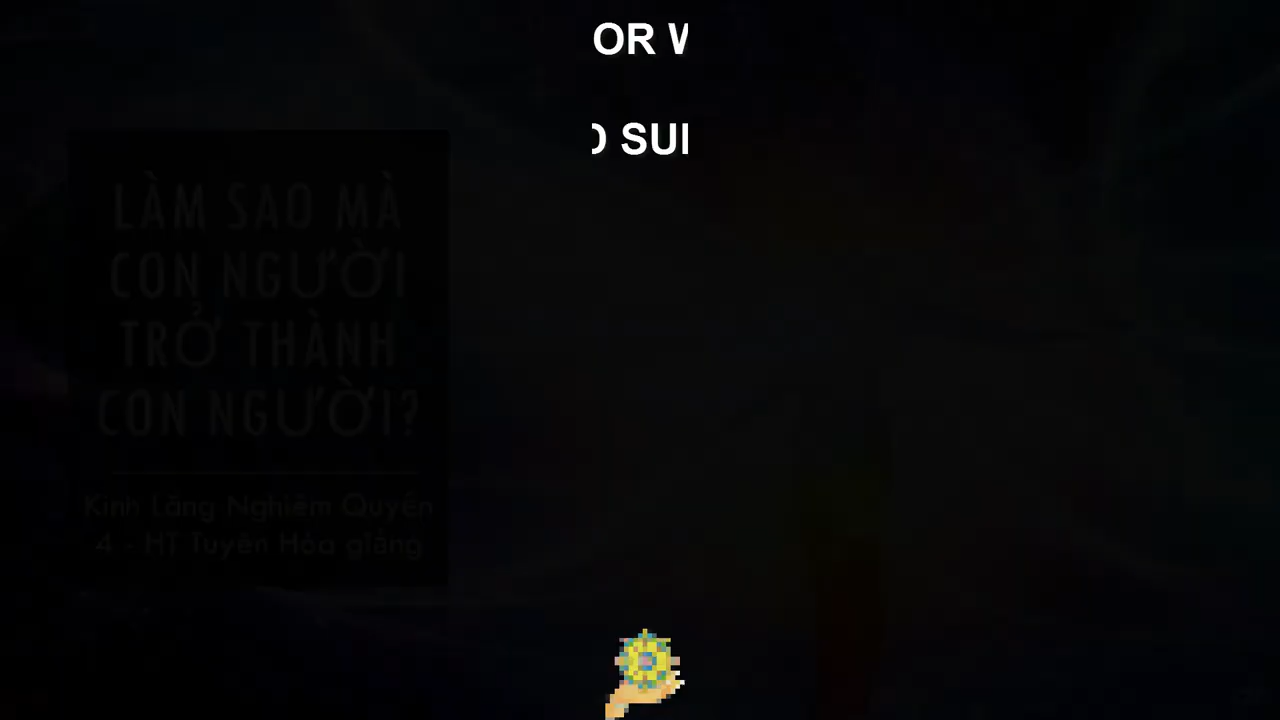 OR W
O SUI
LÀM SAO MÀ
CON NGƯỜI
TRỞ THÀNH
CON NGƯỜI?
Kinh Lăng Nghiêm Quyển
4 - HT Tuyên Hóa giảng